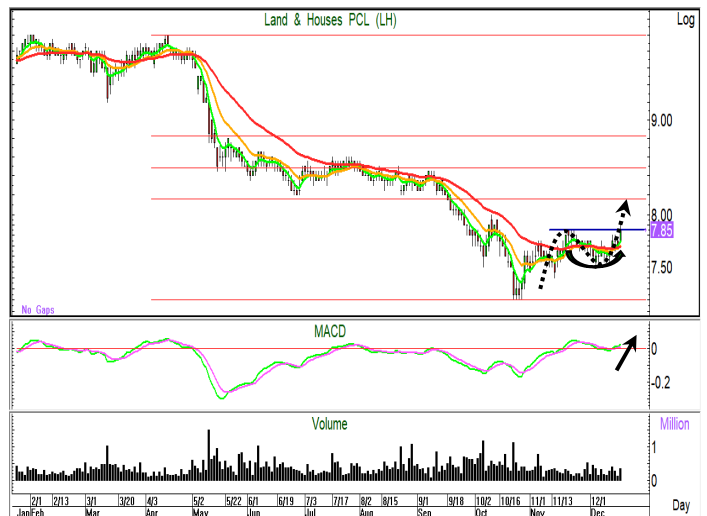 Land & Houses PCL (LH)
Log
9.00
8.00
7.85
7.50
No Gaps
MACD
0
-0.2
Volume
Million
1
0
2/1 2/13 3/1 3/20 4/3 5/2 5/22 6/1 6/19 7/3 7/17 8/2 8/15 9/1 9/18 10/2 10/16 11/1 11/13 12/1
Jan Feb Mar Apr May Jun Jul Aug Sep Oct Nov Dec
Day